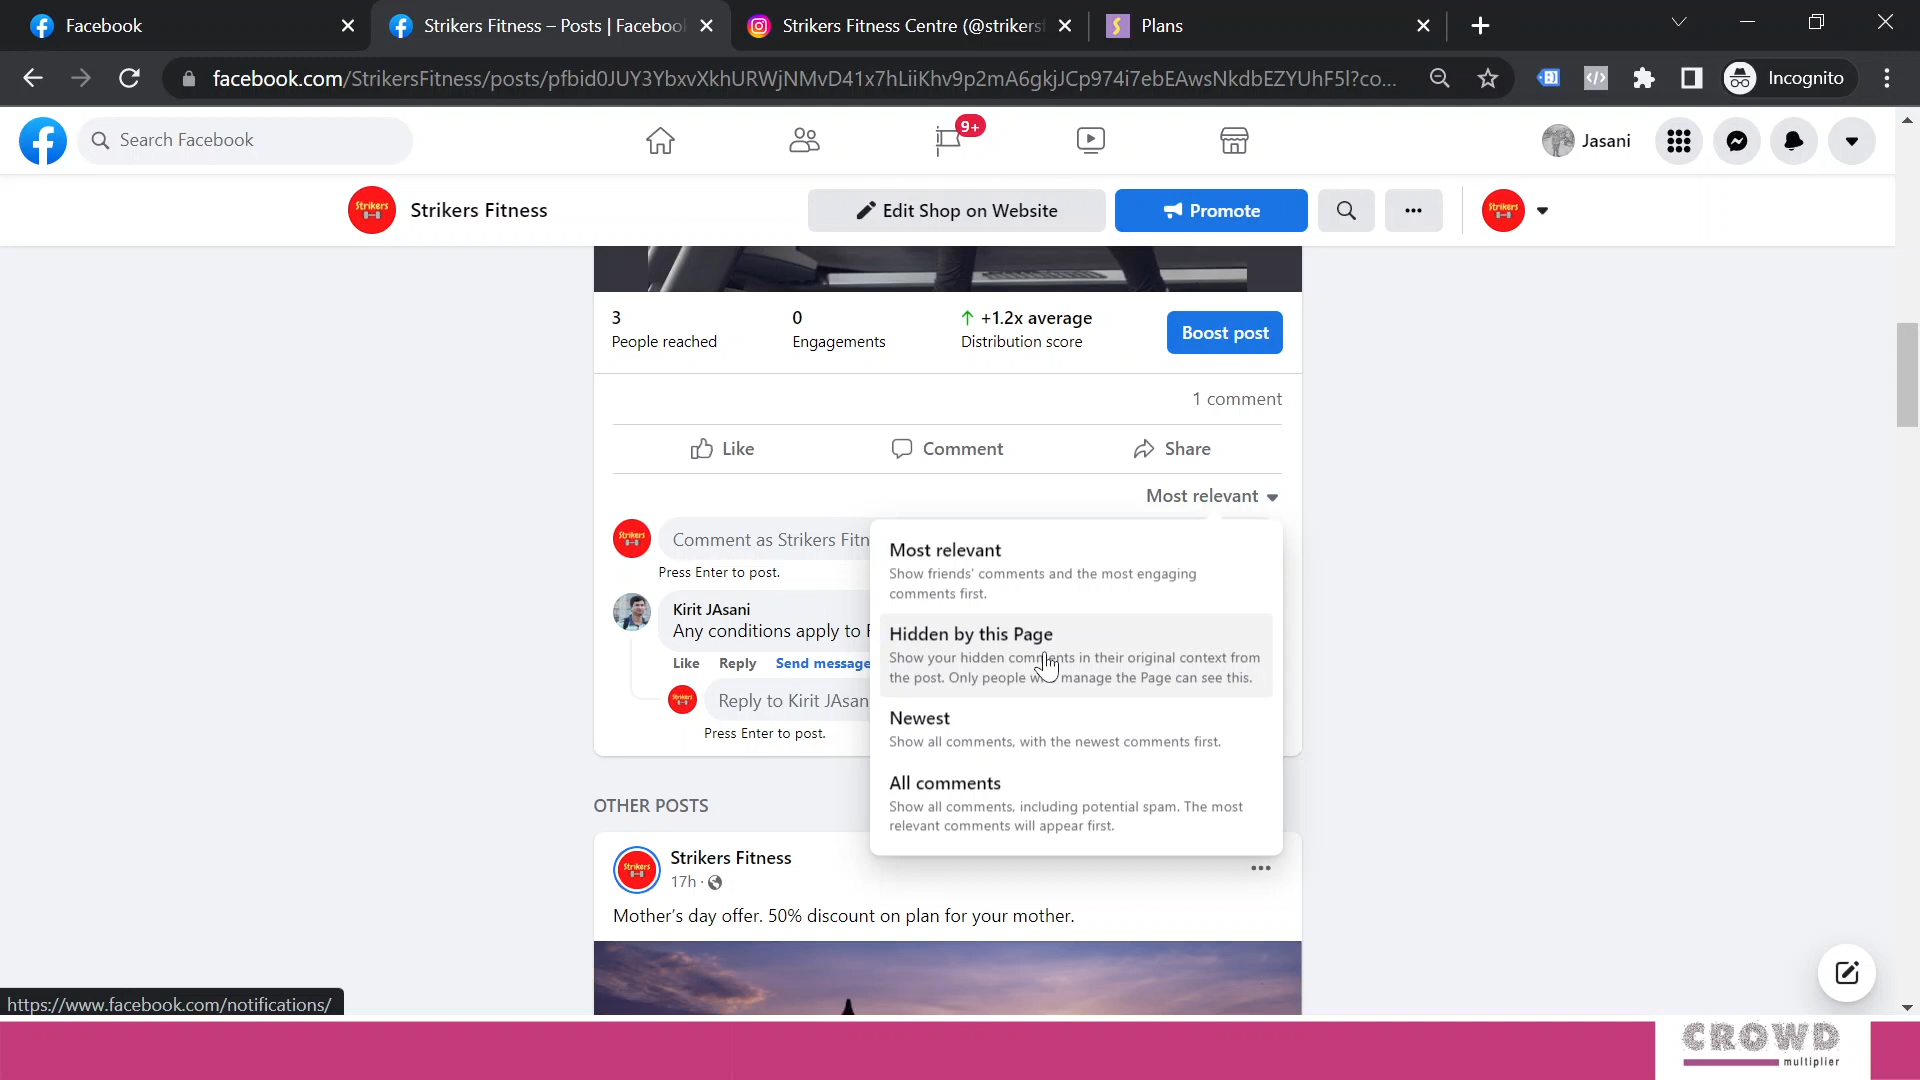 Facebook
Strikers Fitness – Posts | Facebook
Strikers Fitness Centre (@strikers
Plans
facebook.com/StrikersFitness/posts/pfbid0JUY3YbxvXkhURWjNMvD41x7hLiiKhv9p2mA6gkjJCp974i7ebEAwsNkdbEZYUhF5l?co...
Incognito
Search Facebook
9+
Jasani
Strikers
Strikers Fitness
Edit Shop on Website
Promote
Strikers
3
People reached
0
Engagements
+1.2x average
Distribution score
Boost post
1 comment
Like
Comment
Share
Most relevant
Strikers
Comment as Strikers Fitn
Press Enter to post.
Kirit JAsani
Any conditions apply to
Like Reply Send message
Strikers
Reply to Kirit JAsan
Press Enter to post.
Most relevant
Show friends' comments and the most engaging
comments first.
Hidden by this Page
Show your hidden comments in their original context from
the post. Only people who manage the Page can see this.
Newest
Show all comments, with the newest comments first.
All comments
Show all comments, including potential spam. The most
relevant comments will appear first.
OTHER POSTS
Strikers
Strikers Fitness
17h ·
Mother's day offer. 50% discount on plan for your mother.
https://www.facebook.com/notifications/
CROWD
multiplier